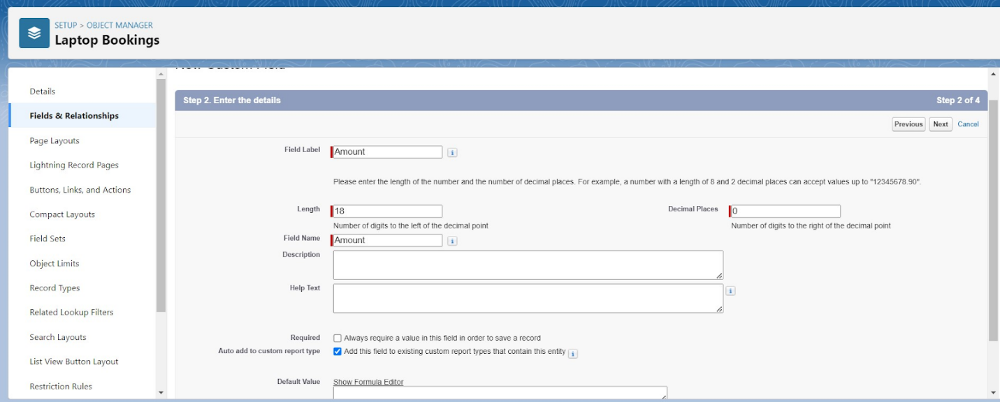 SETUP > OBJECT MANAGER
Laptop Bookings
Details
Fields & Relationships
Page Layouts
Lightning Record Pages
Buttons, Links, and Actions
Compact Layouts
Field Sets
Object Limits
Record Types
Related Lookup Filters
Search Layouts
List View Button Layout
Restriction Rules
New Custom Field
Step 2. Enter the details Step 2 of 4
Previous Next Cancel
Field Label Amount i
Please enter the length of the number and the number of decimal places. For example, a number with a length of 8 and 2 decimal places can accept values up to "12345678.90".
Length 18 Decimal Places 0
Number of digits to the left of the decimal point Number of digits to the right of the decimal point
Field Name Amount i
Description
Help Text i
Required Always require a value in this field in order to save a record
Auto add to custom report type Add this field to existing custom report types that contain this entity i
Default Value Show Formula Editor